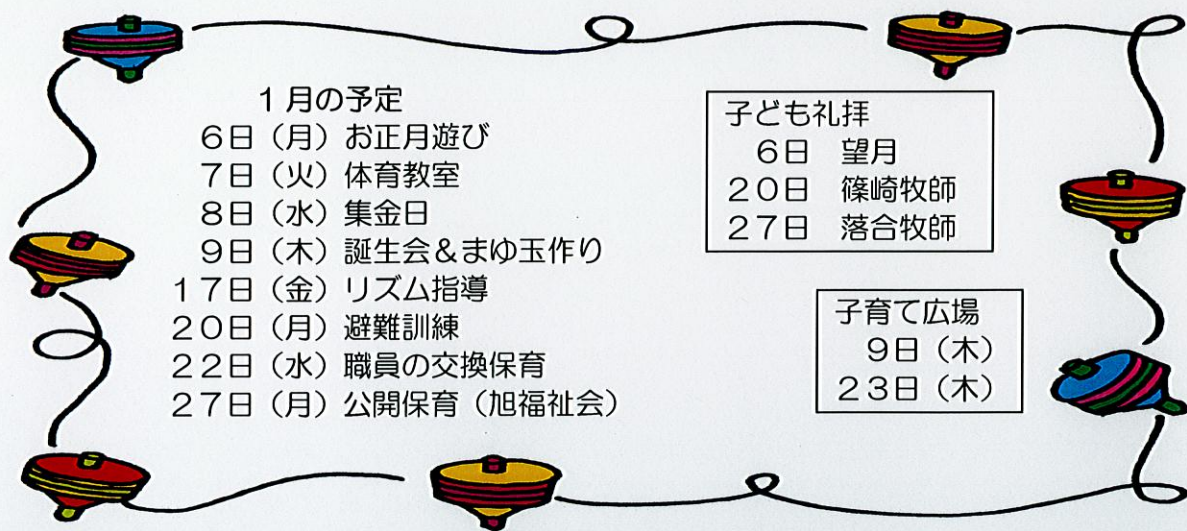 １月の予定
６日（月）お正月遊び
７日（火）体育教室
８日（水）集金日
９日（木）誕生会＆まゆ玉作り
１７日（金）リズム指導
２０日（月）避難訓練
２２日（水）職員の交換保育
２７日（月）公開保育（旭福祉会）
子ども礼拝
６日　望月
２０日　篠崎牧師
２７日　落合牧師
子育て広場
９日（木）
２３日（木）